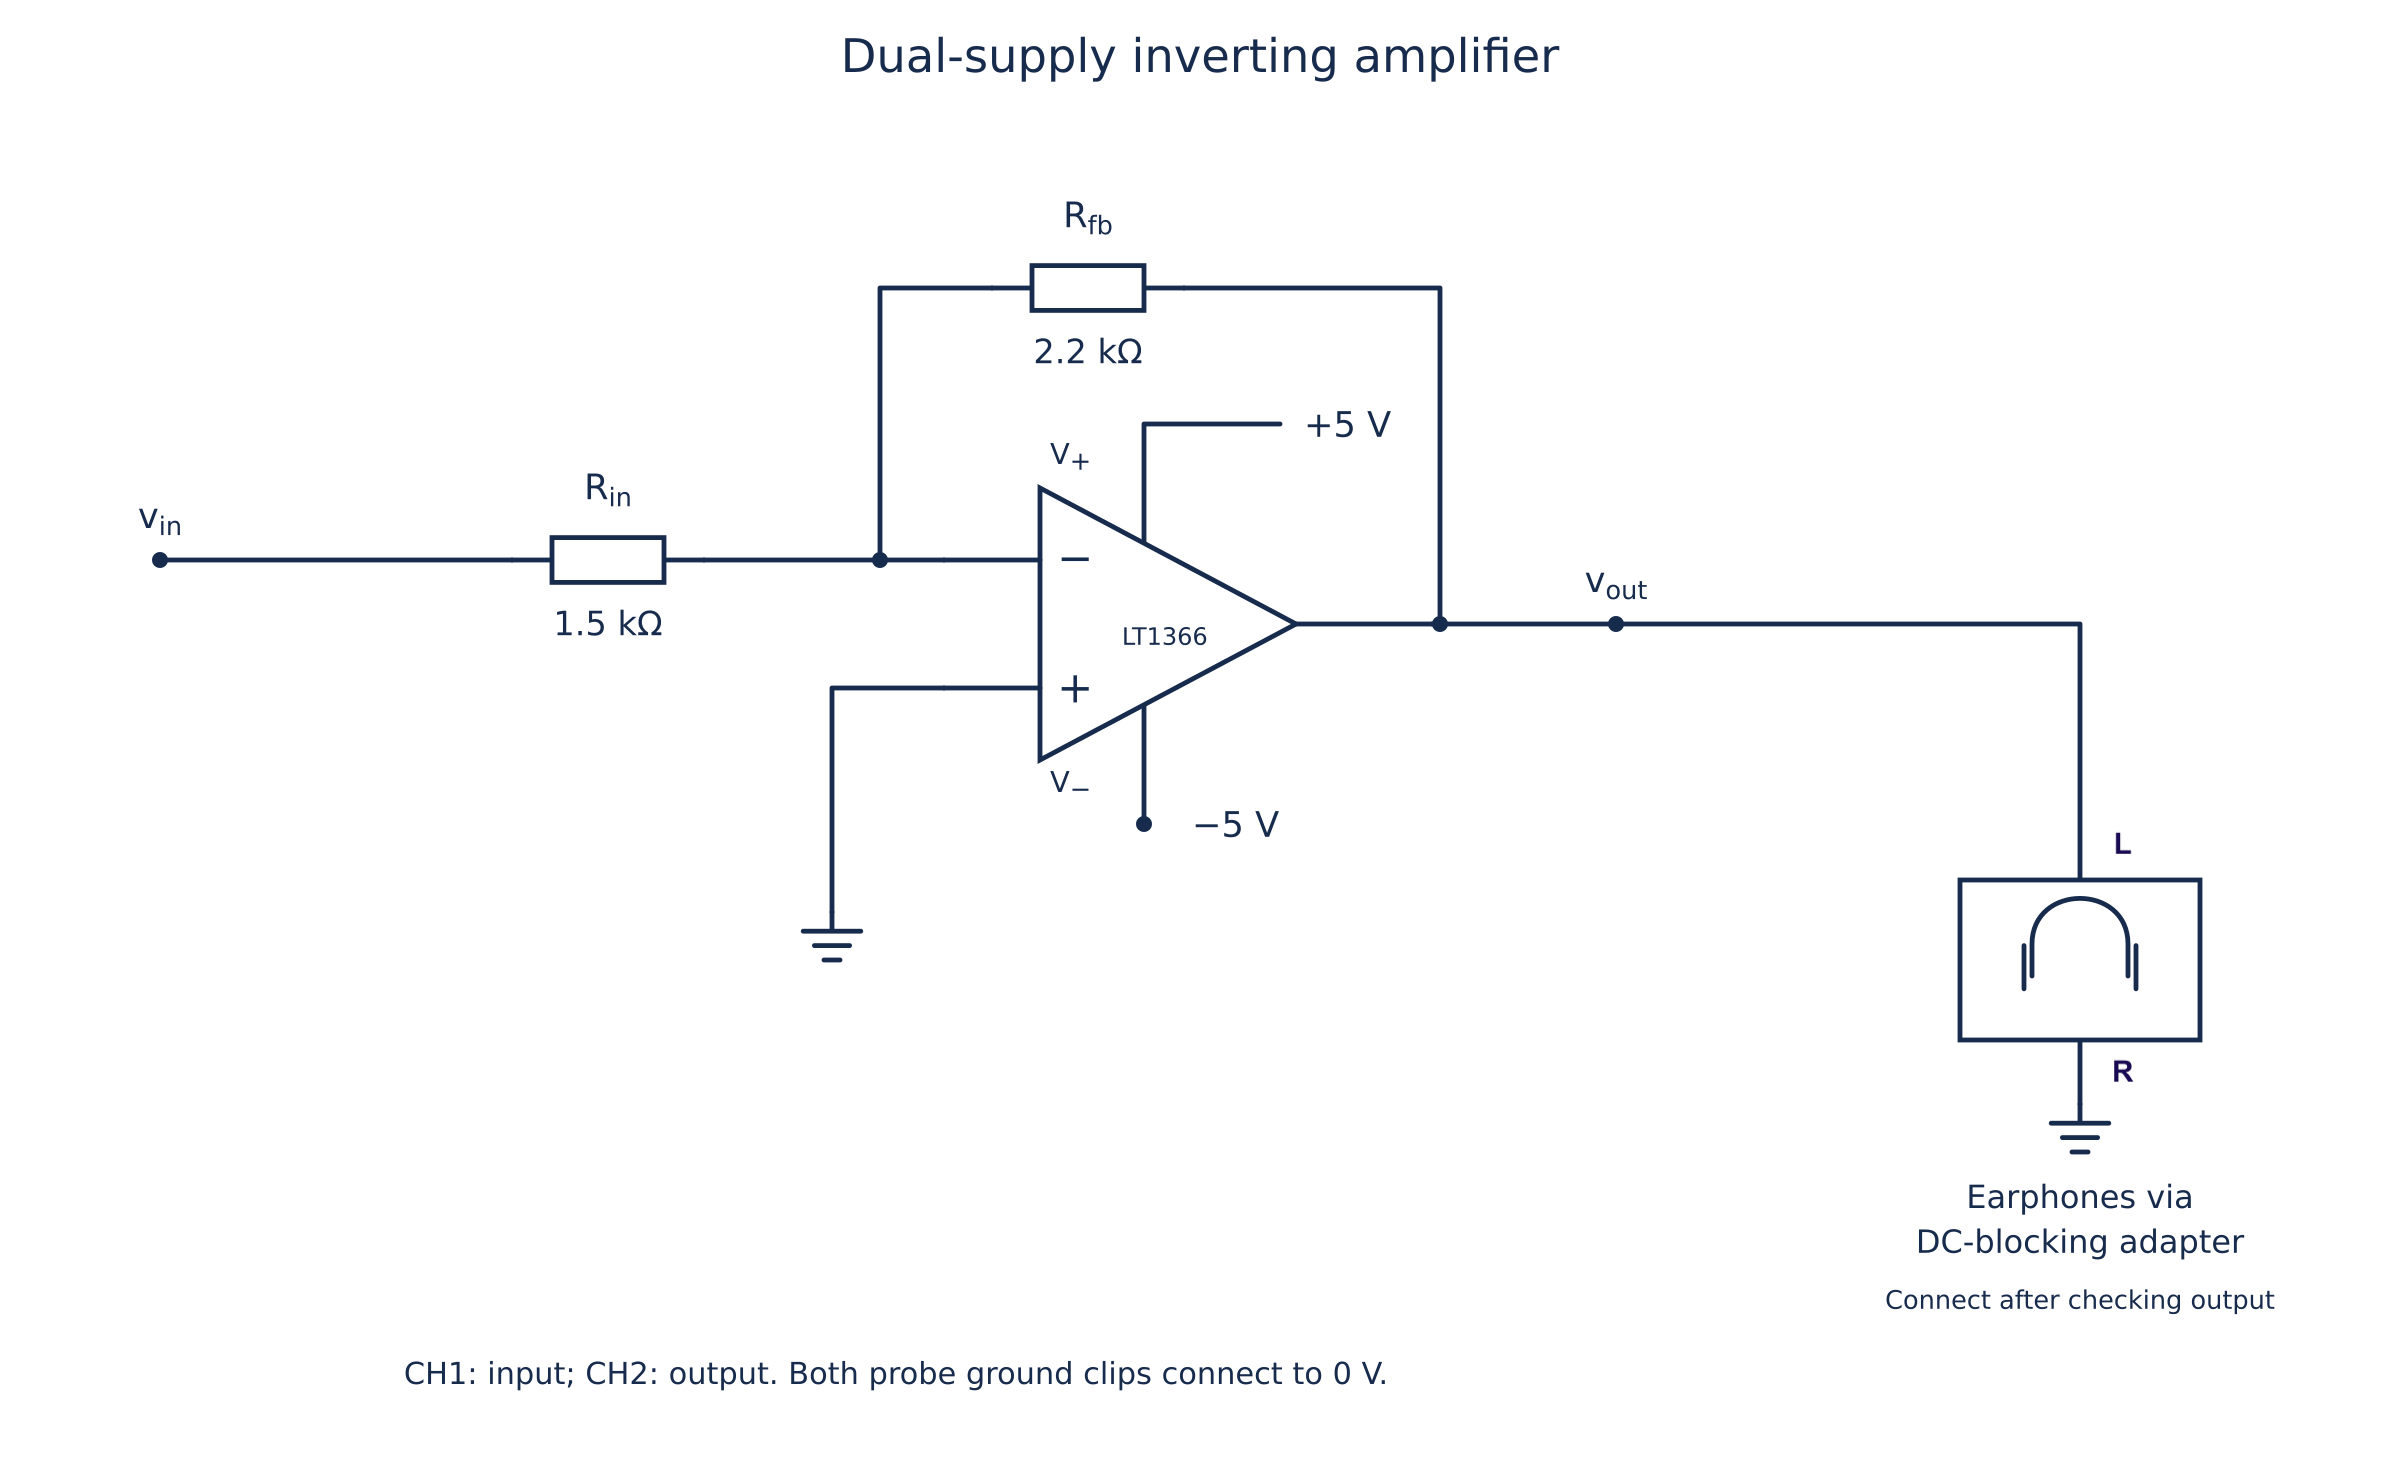 Dual-supply inverting amplifier
Rfb
2.2 kΩ
+5 V
V+
Rin
vin
1.5 kΩ
−
LT1366
+
V−
−5 V
vout
L
R
Earphones via
DC-blocking adapter
Connect after checking output
CH1: input; CH2: output. Both probe ground clips connect to 0 V.